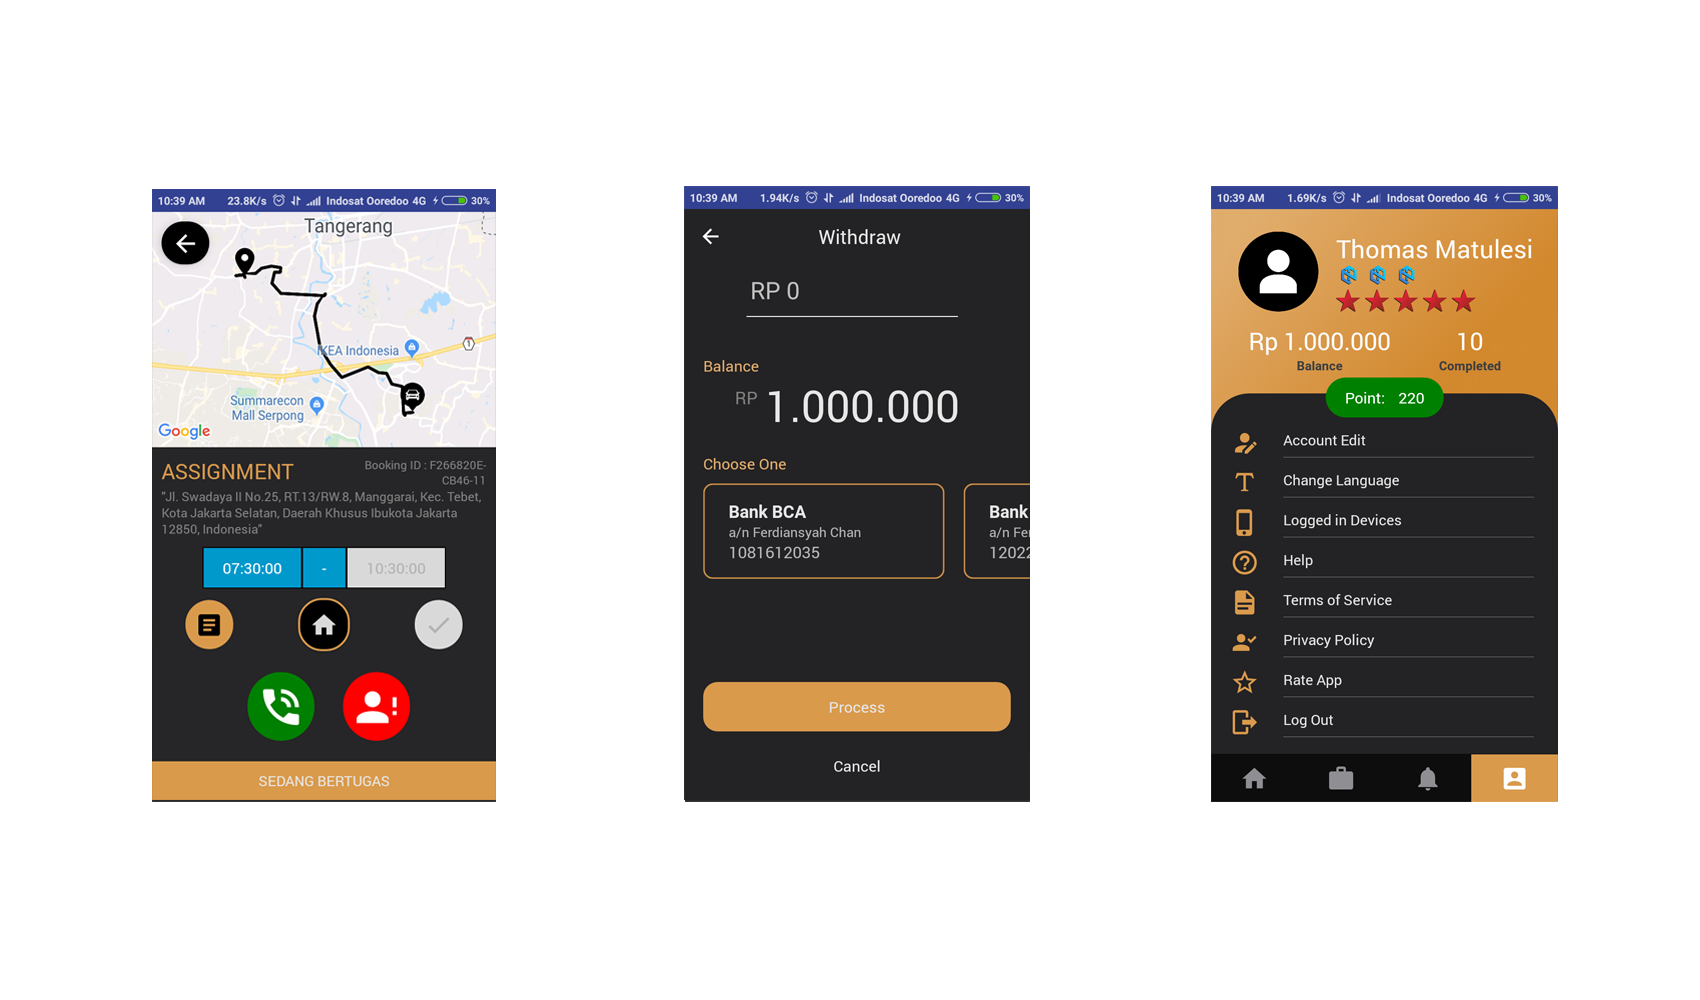 10:39 AM 23.8K/s Indosat Ooredoo 4G 30%
Tangerang
IKEA Indonesia
1
Summarecon
Mall Serpong
Google
ASSIGNMENT
Booking ID : F266820E-
CB46-11
"Jl. Swadaya II No.25, RT.13/RW.8, Manggarai, Kec. Tebet,
Kota Jakarta Selatan, Daerah Khusus Ibukota Jakarta
12850, Indonesia"
07:30:00 - 10:30:00
SEDANG BERTUGAS
10:39 AM 1.94K/s Indosat Ooredoo 4G 30%
Withdraw
RP 0
Balance
RP 1.000.000
Choose One
Bank BCA
a/n Ferdiansyah Chan
1081612035
Bank
a/n Fe
12022
Process
Cancel
10:39 AM 1.69K/s Indosat Ooredoo 4G 30%
Thomas Matulesi
Rp 1.000.000 10
Balance Completed
Point: 220
Account Edit
Change Language
Logged in Devices
Help
Terms of Service
Privacy Policy
Rate App
Log Out